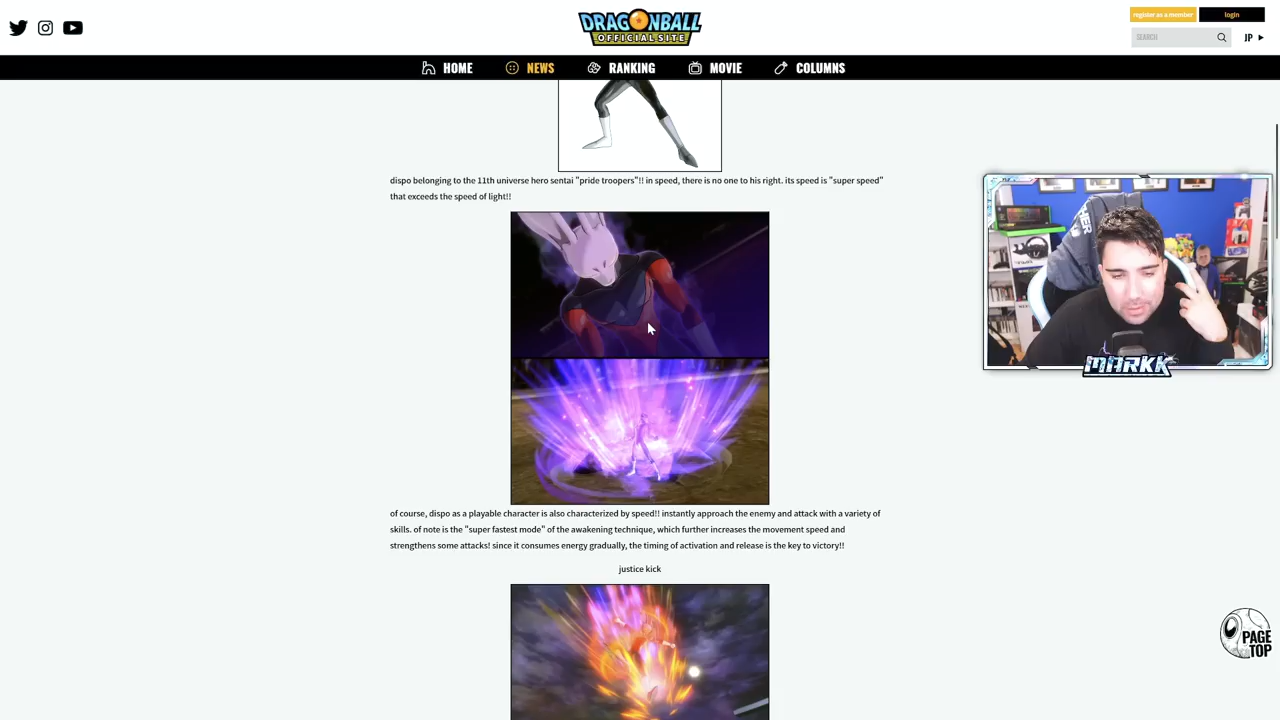 DRAGONBALL
OFFICIAL SITE
register as a member
login
SEARCH
JP
HOME
NEWS
RANKING
MOVIE
COLUMNS
dispo belonging to the 11th universe hero sentai "pride troopers"!! in speed, there is no one to his right. its speed is "super speed"
that exceeds the speed of light!!
MARKK
of course, dispo as a playable character is also characterized by speed!! instantly approach the enemy and attack with a variety of
skills. of note is the "super fastest mode" of the awakening technique, which further increases the movement speed and
strengthens some attacks! since it consumes energy gradually, the timing of activation and release is the key to victory!!
justice kick
PAGE
TOP